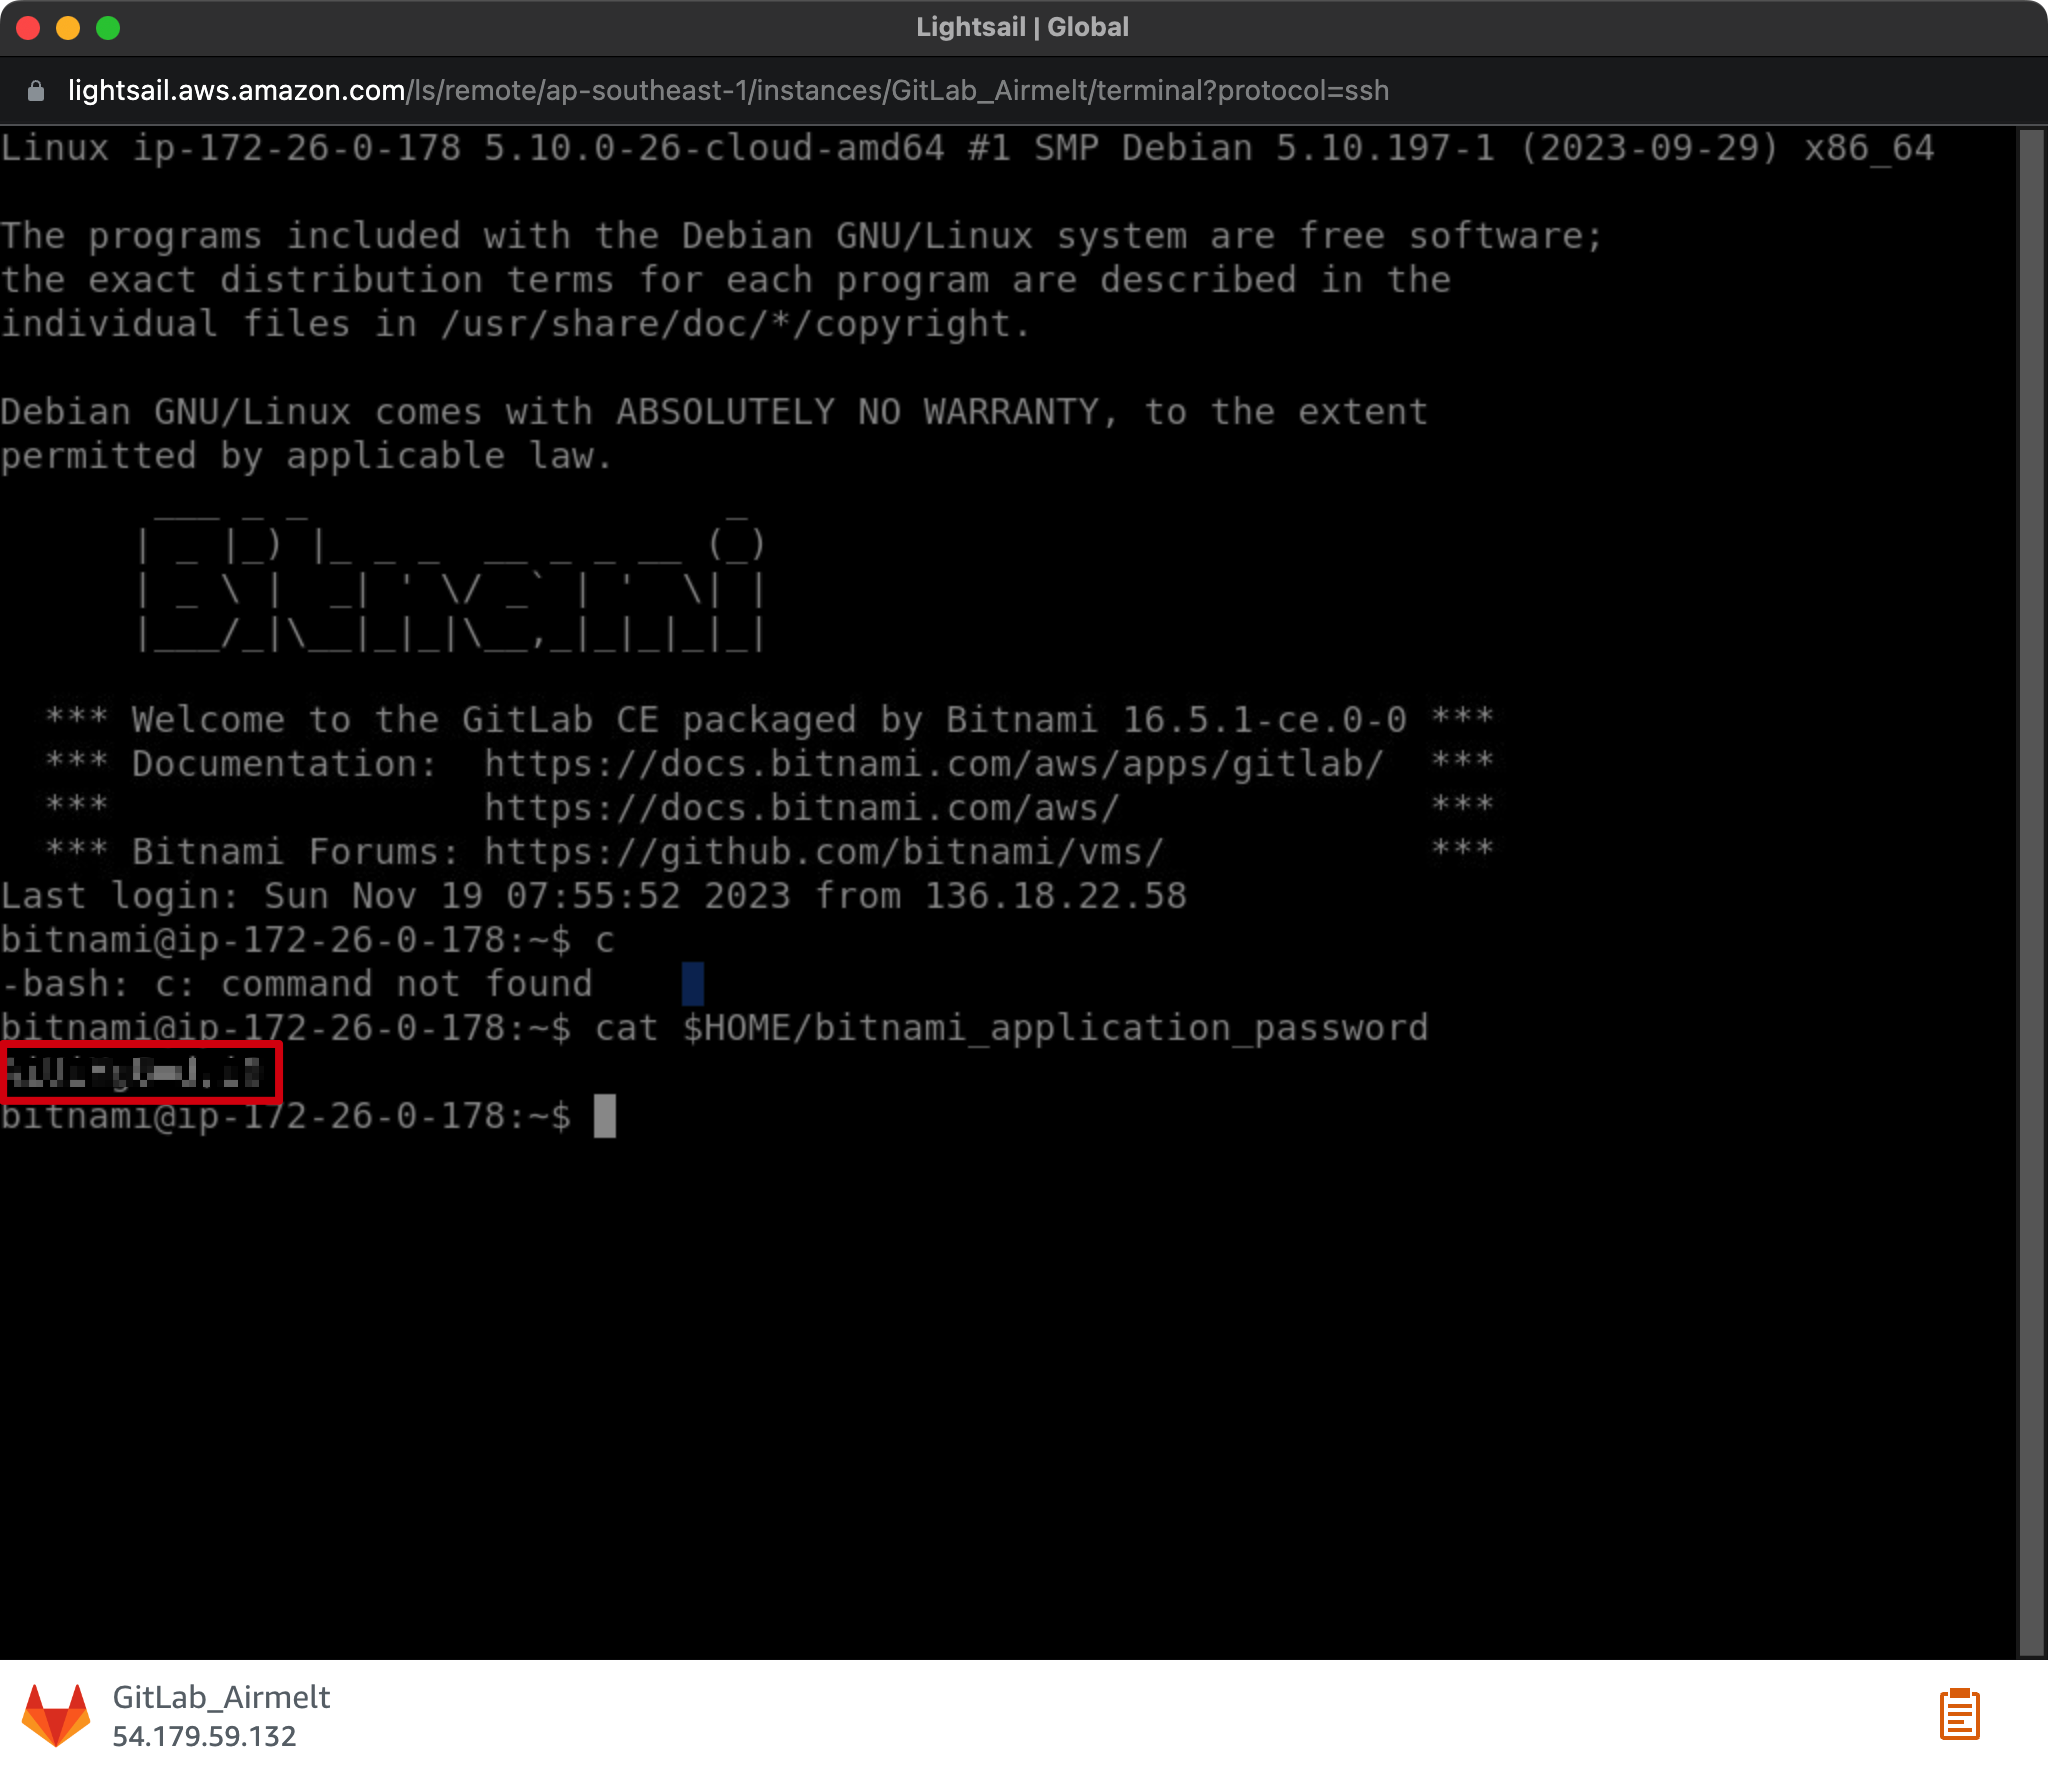 Lightsail | Global
lightsail.aws.amazon.com/ls/remote/ap-southeast-1/instances/GitLab_Airmelt/terminal?protocol=ssh
Linux ip-172-26-0-178 5.10.0-26-cloud-amd64 #1 SMP Debian 5.10.197-1 (2023-09-29) x86_64
The programs included with the Debian GNU/Linux system are free software;
the exact distribution terms for each program are described in the
individual files in /usr/share/doc/*/copyright.
Debian GNU/Linux comes with ABSOLUTELY NO WARRANTY, to the extent
permitted by applicable law.
Bitnami
*** Welcome to the GitLab CE packaged by Bitnami 16.5.1-ce.0-0 ***
*** Documentation:  https://docs.bitnami.com/aws/apps/gitlab/  ***
***                 https://docs.bitnami.com/aws/              ***
*** Bitnami Forums: https://github.com/bitnami/vms/            ***
Last login: Sun Nov 19 07:55:52 2023 from 136.18.22.58
bitnami@ip-172-26-0-178:~$ c
-bash: c: command not found
bitnami@ip-172-26-0-178:~$ cat $HOME/bitnami_application_password
bitnami@ip-172-26-0-178:~$
GitLab_Airmelt
54.179.59.132